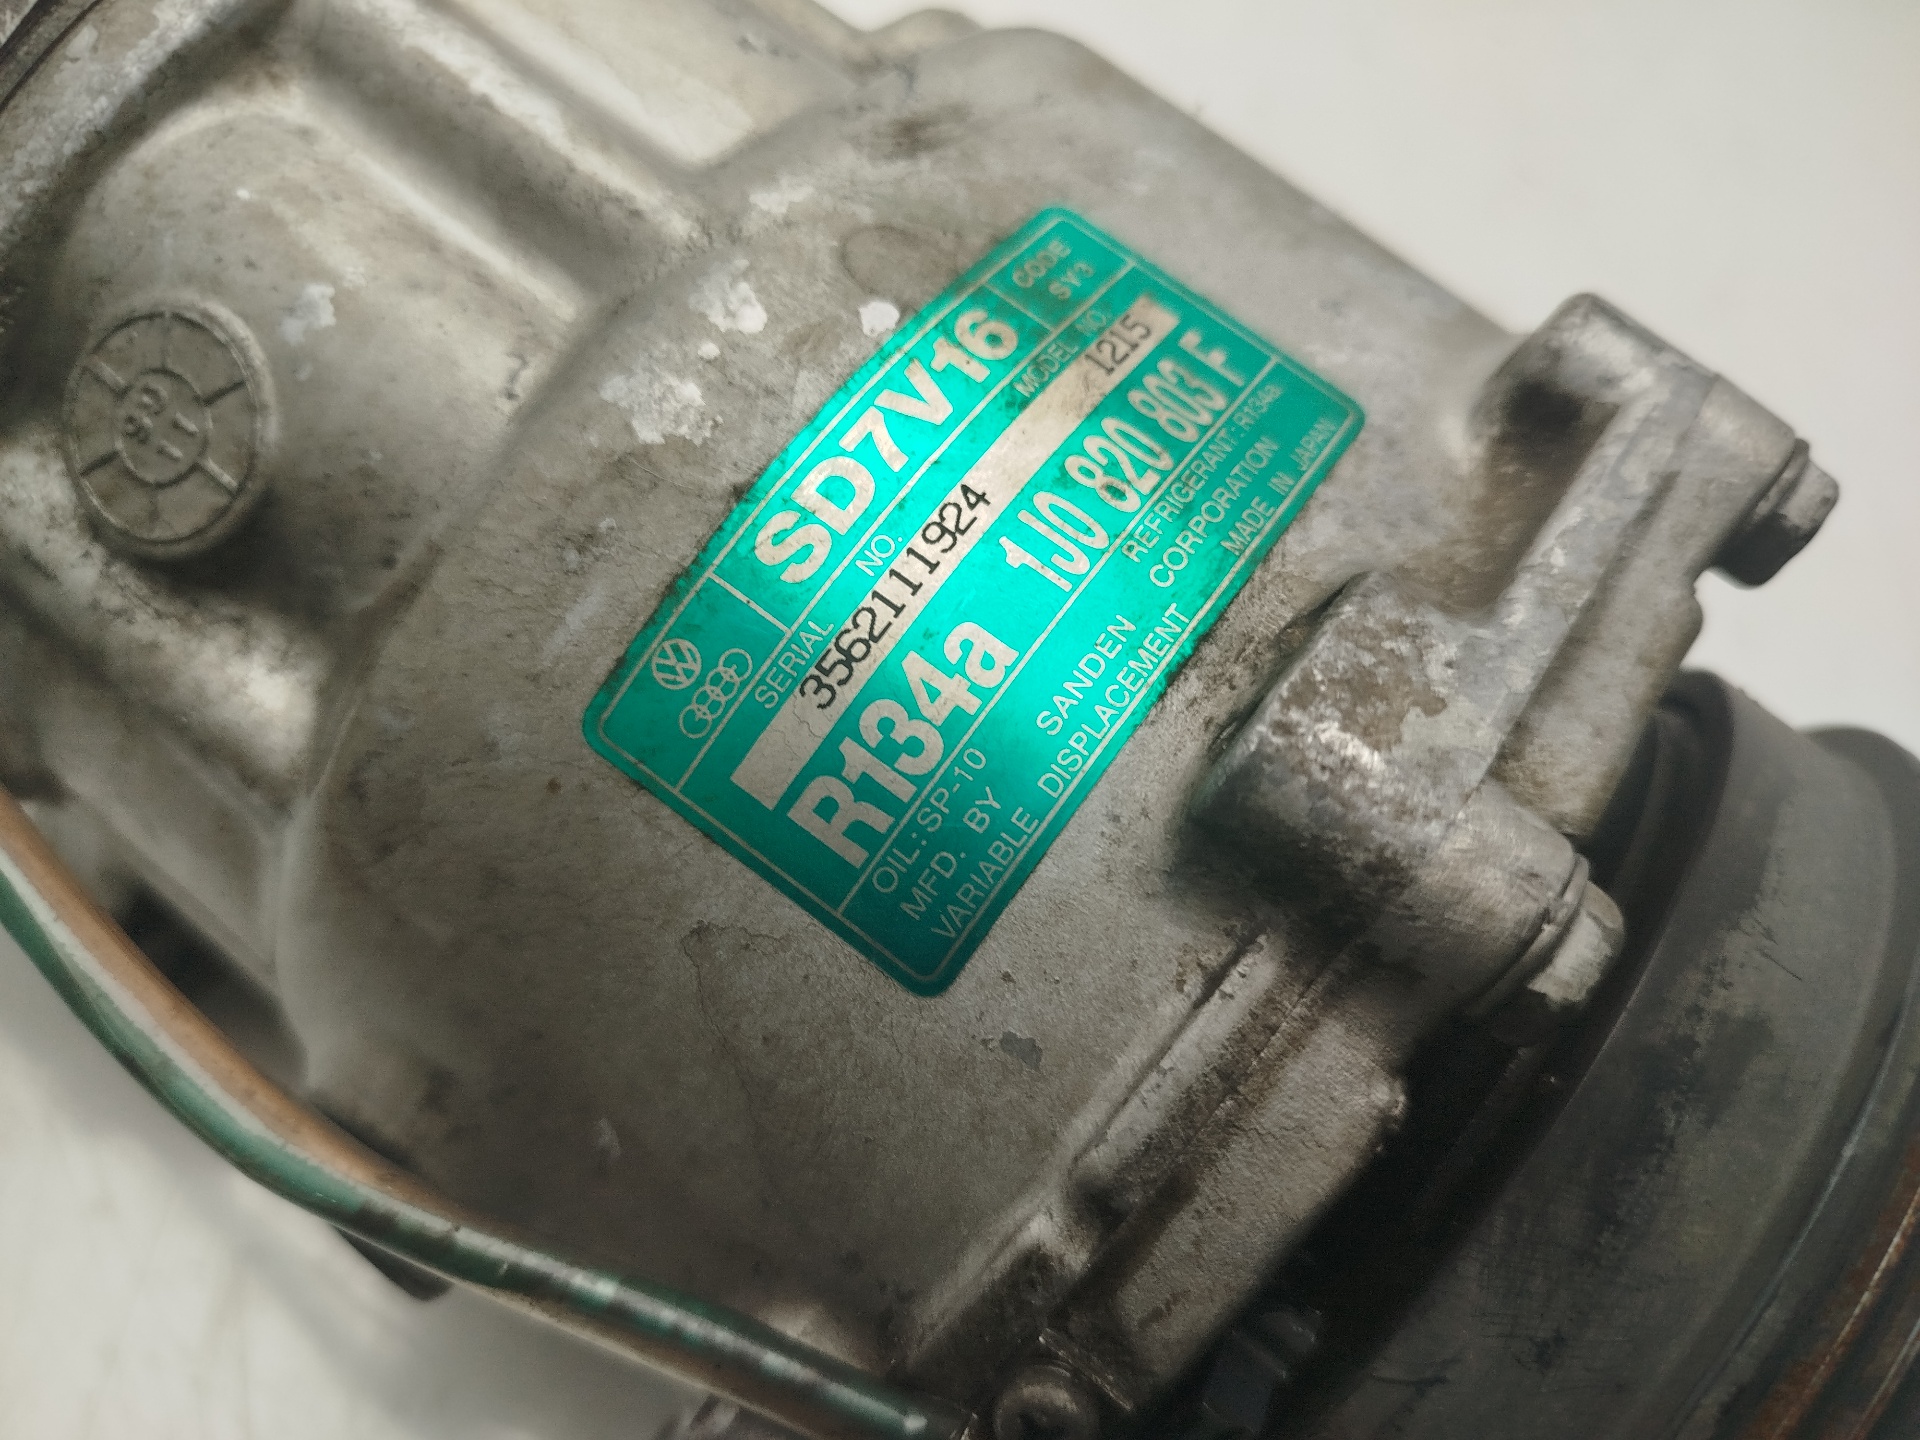 SD7V16
CODE
SV3
SERIAL NO.
MODEL NO.
35621111924
1215
R134a
1J0 820 803 F
OIL: SP-10
REFRIGERANT: R134a
MFD. BY SANDEN CORPORATION
VARIABLE DISPLACEMENT
MADE IN JAPAN